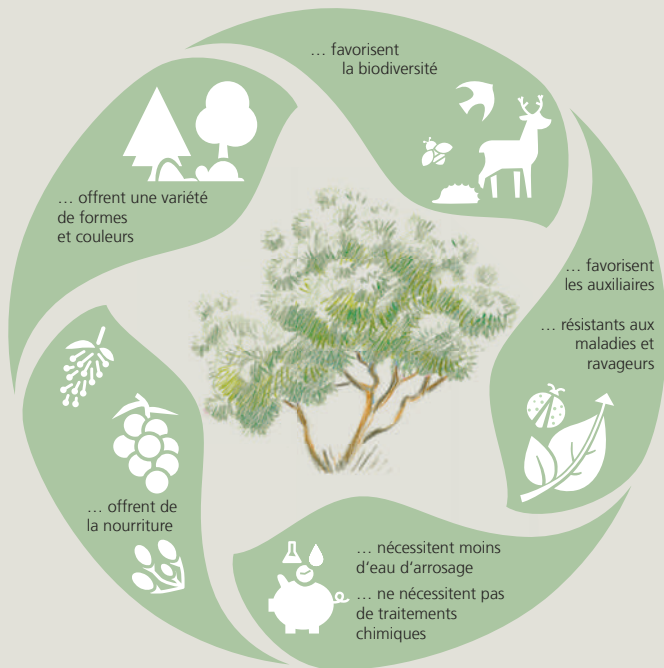 … favorisent
la biodiversité
… favorisent
les auxiliaires
… résistants aux
maladies et
ravageurs
… nécessitent moins
d‘eau d‘arrosage
… ne nécessitent pas
de traitements
chimiques
… offrent de
la nourriture
… offrent une variété
de formes
et couleurs